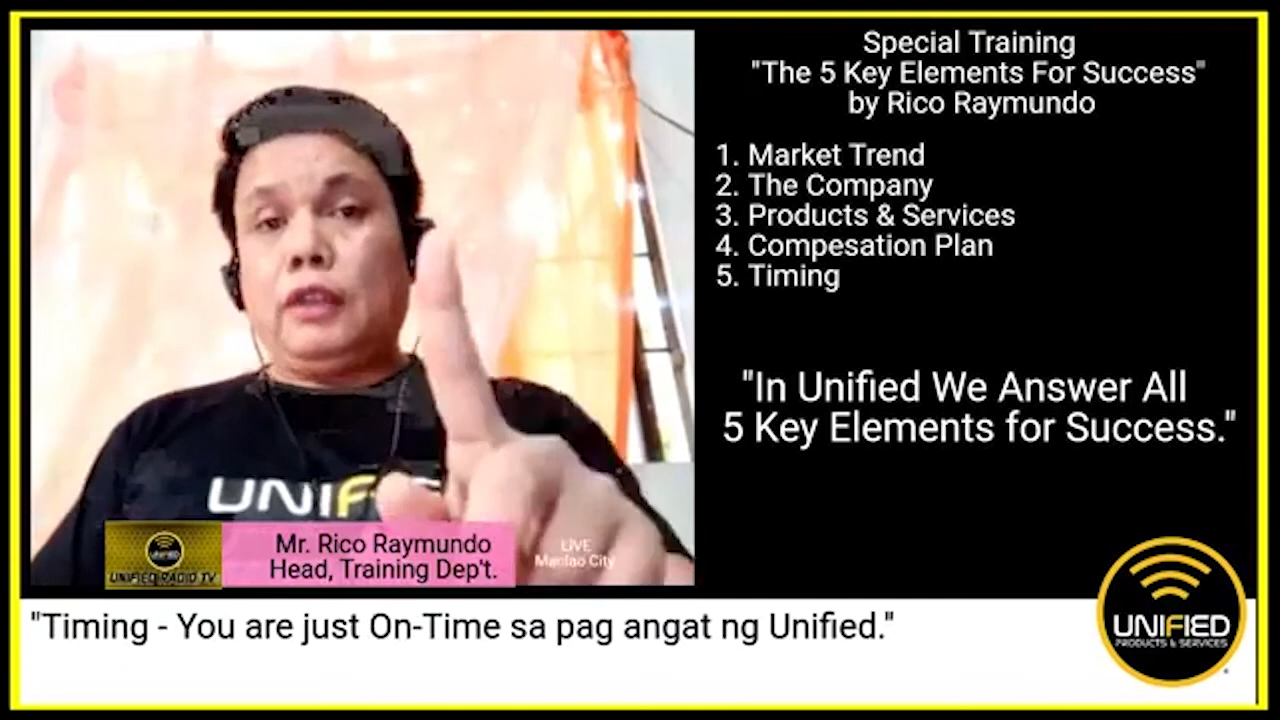 Special Training
"The 5 Key Elements For Success"
by Rico Raymundo
1. Market Trend
2. The Company
3. Products & Services
4. Compesation Plan
5. Timing
"In Unified We Answer All
5 Key Elements for Success."
UNIF
UNIFIED
UNIFIED RADIO TV
Mr. Rico Raymundo
Head, Training Dep't.
LIVE
Manlao City
"Timing - You are just On-Time sa pag angat ng Unified."
UNIFIED
PRODUCTS & SERVICES